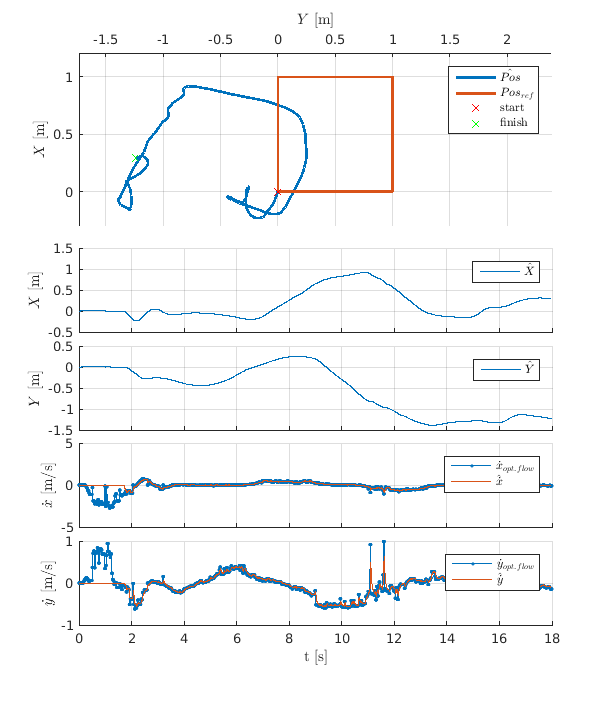 Y [m]
-1.5 -1 -0.5 0 0.5 1 1.5 2
X [m]
1
0.5
0
P̂os
Pos_ref
start
finish
X [m]
1.5
1
0.5
0
-0.5
X̂
Y [m]
0.5
0
-0.5
-1
-1.5
Ŷ
ẋ [m/s]
5
0
-5
ẋ_opt.flow
ẋ̂
ẏ [m/s]
1
0
-1
ẏ_opt.flow
ẏ̂
0 2 4 6 8 10 12 14 16 18
t [s]